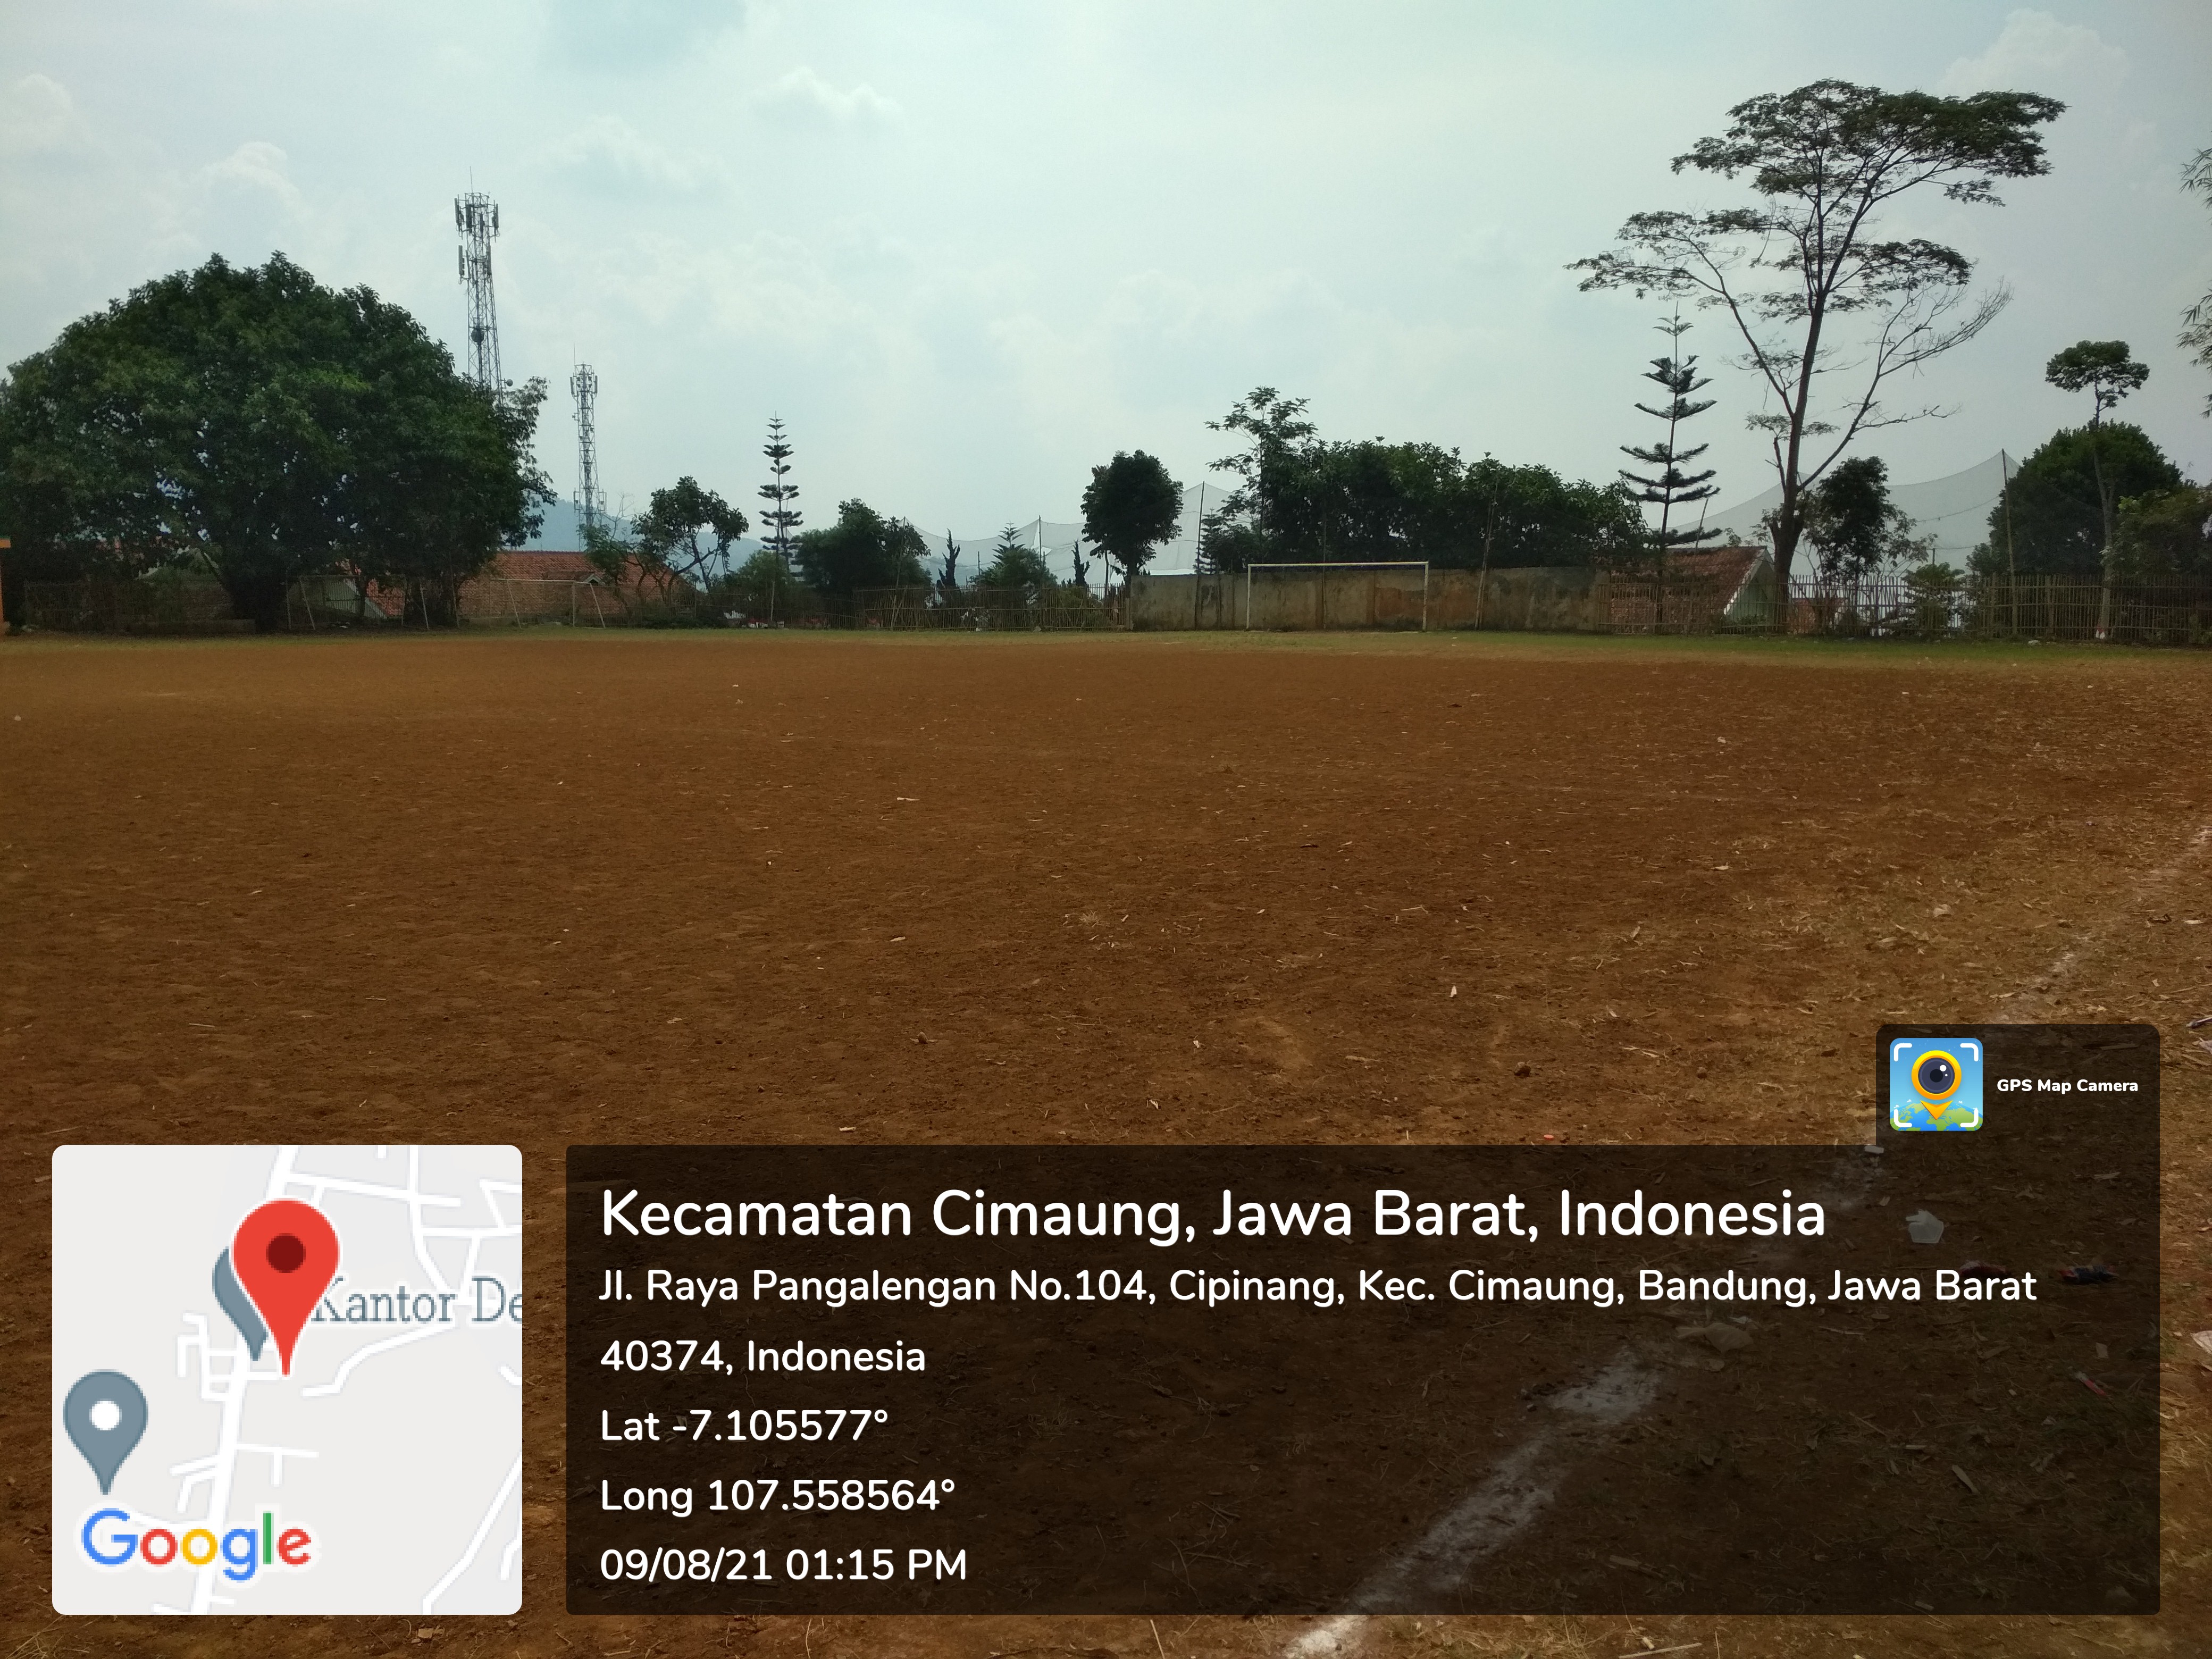 GPS Map Camera
Kantor De
Google
Kecamatan Cimaung, Jawa Barat, Indonesia
Jl. Raya Pangalengan No.104, Cipinang, Kec. Cimaung, Bandung, Jawa Barat
40374, Indonesia
Lat -7.105577°
Long 107.558564°
09/08/21 01:15 PM